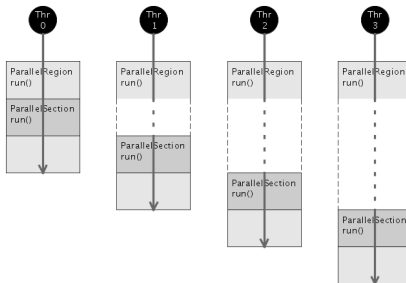 Thr
0
Thr
1
Thr
2
Thr
3
ParallelRegion
run()
ParallelRegion
run()
ParallelRegion
run()
ParallelRegion
run()
ParallelSection
run()
ParallelSection
run()
ParallelSection
run()
ParallelSection
run()